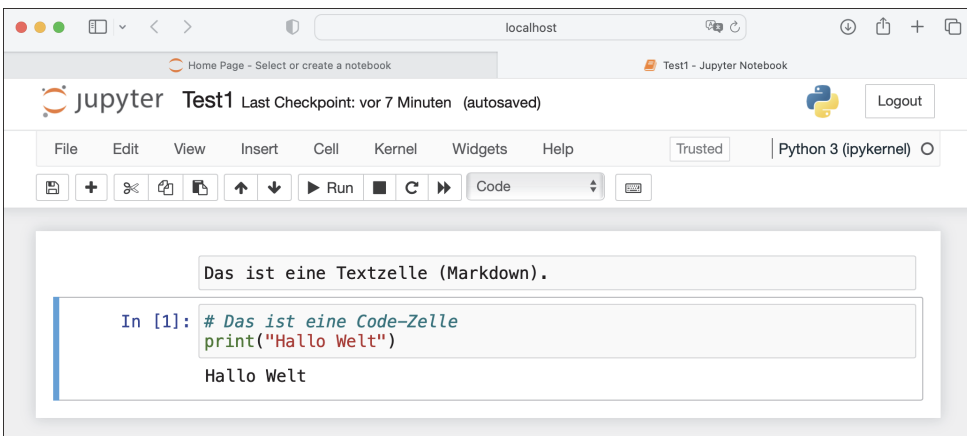 localhost
Home Page - Select or create a notebook
Test1 - Jupyter Notebook
jupyter Test1 Last Checkpoint: vor 7 Minuten (autosaved)
Logout
File Edit View Insert Cell Kernel Widgets Help Trusted Python 3 (ipykernel)
Run Code
Das ist eine Textzelle (Markdown).
In [1]: # Das ist eine Code-Zelle
print("Hallo Welt")
Hallo Welt